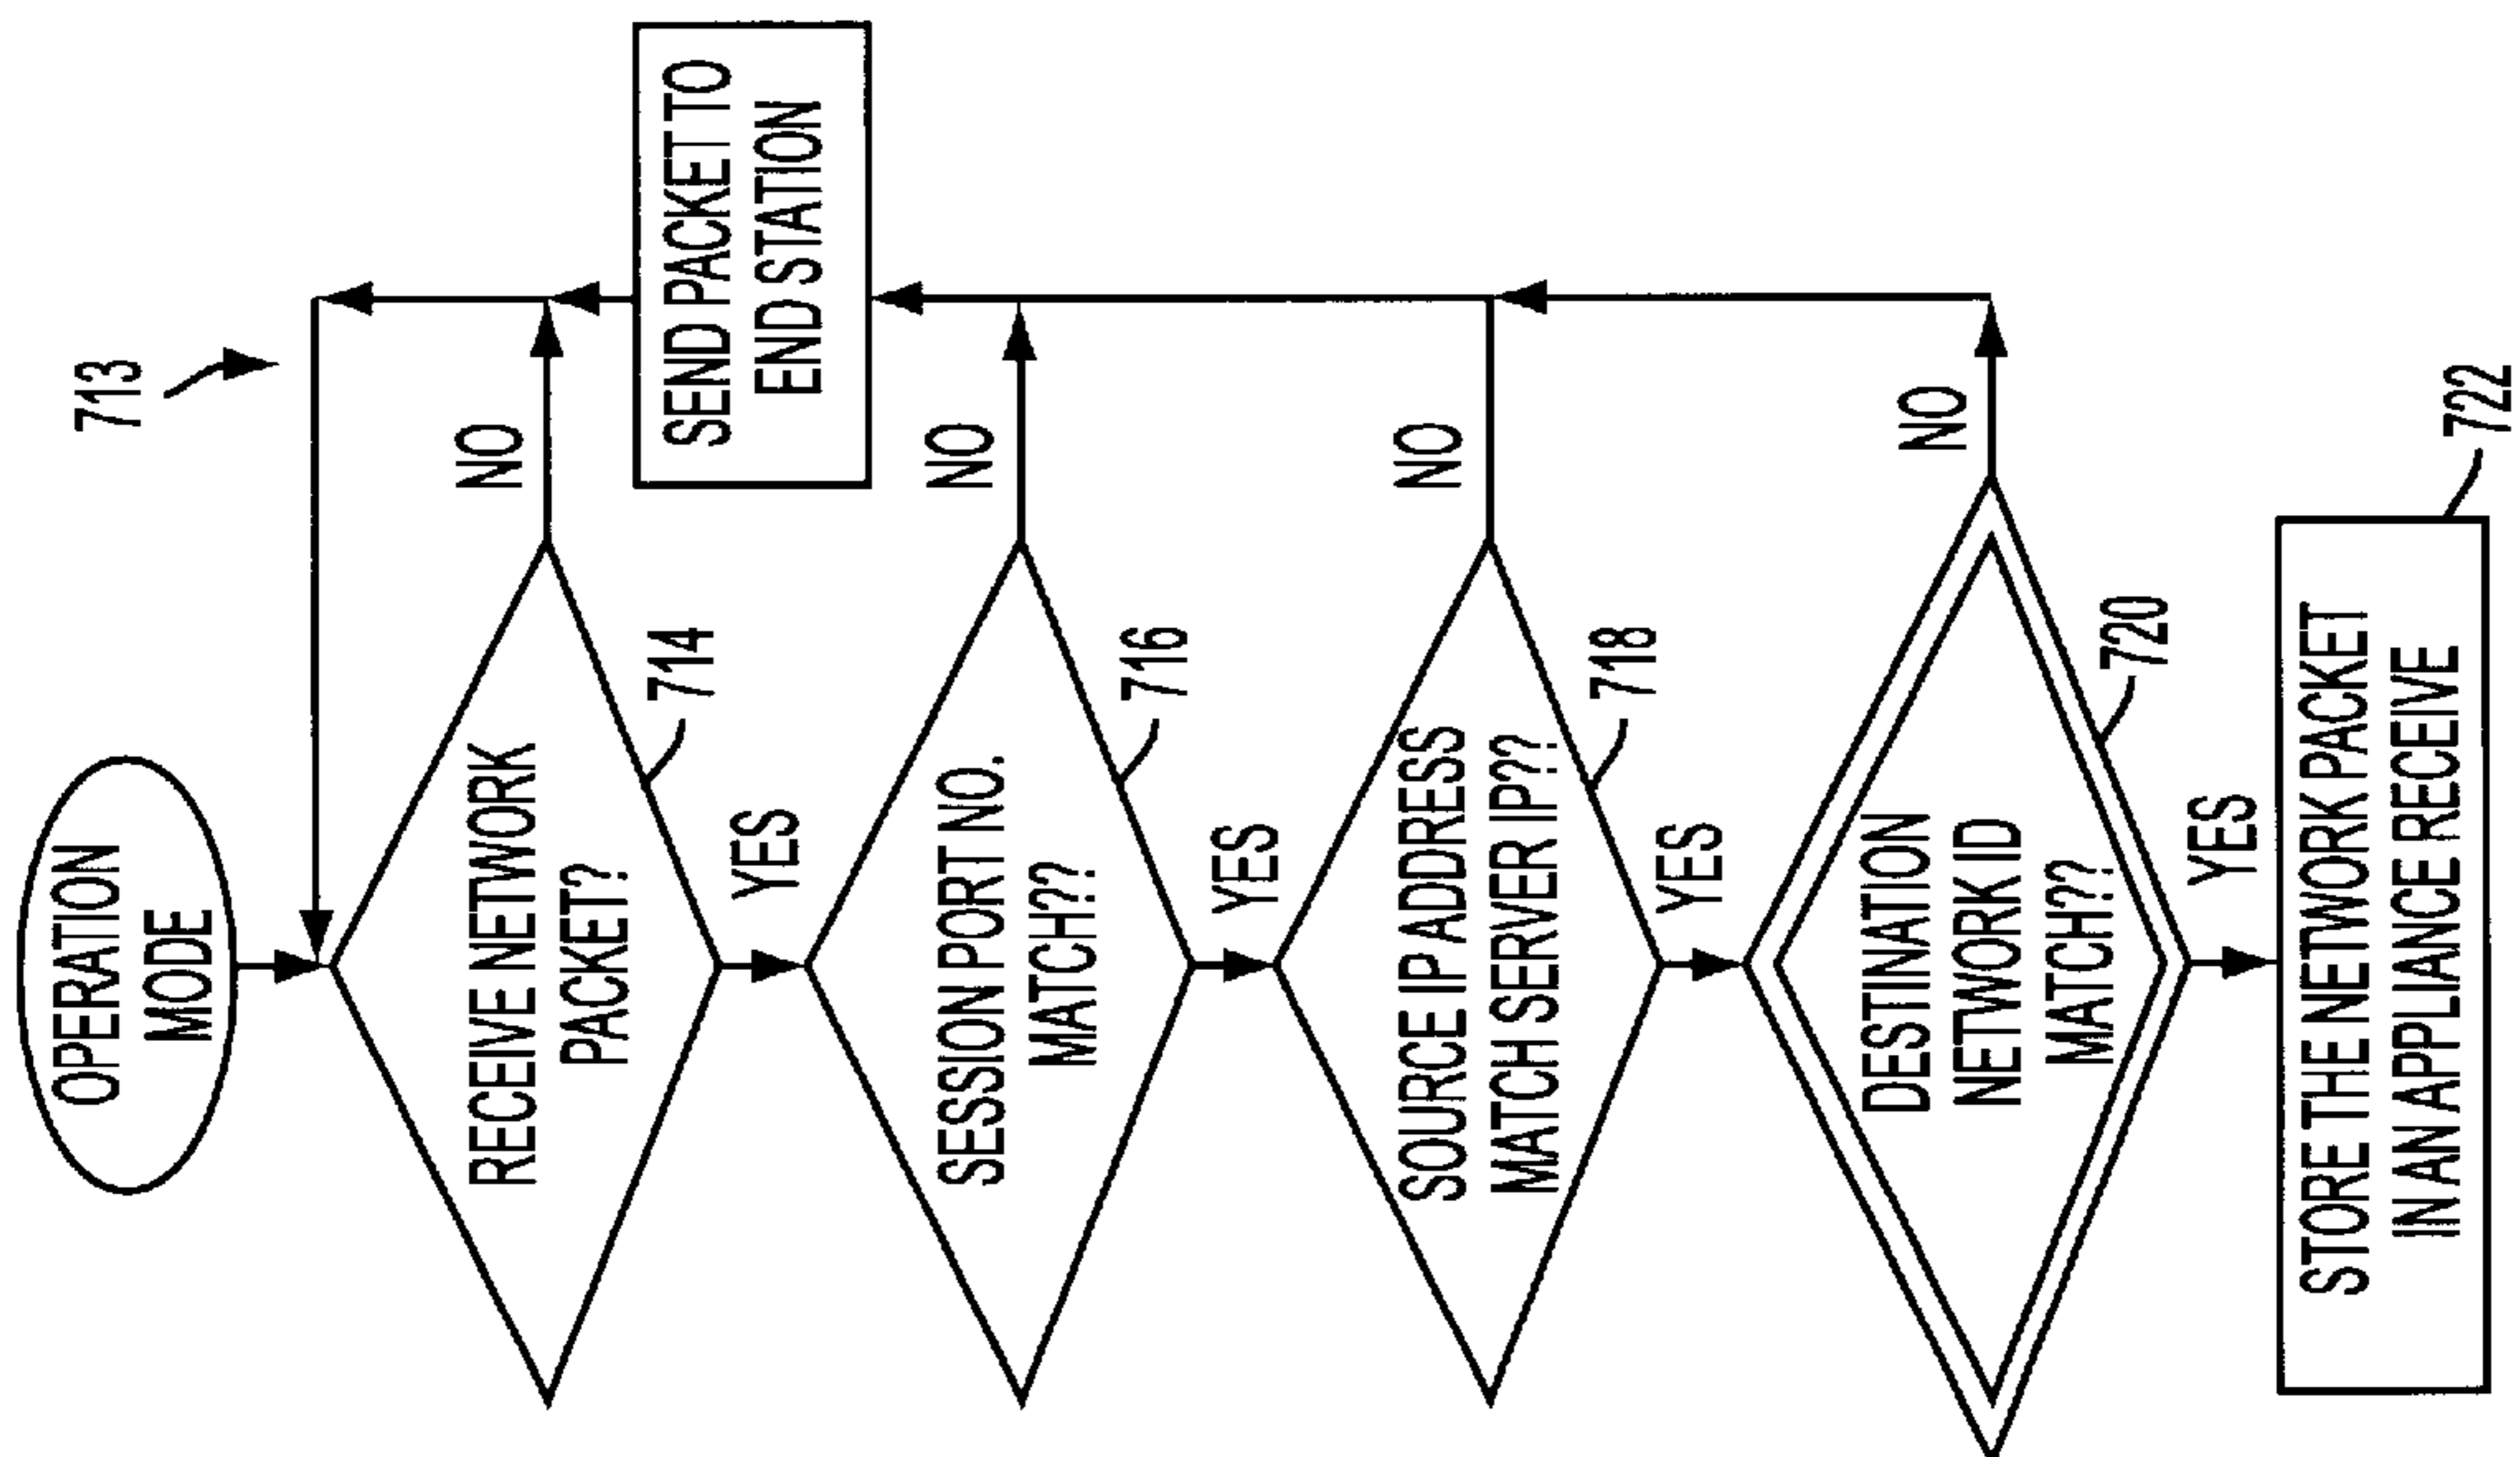 OPERATION
MODE
713
RECEIVE NETWORK
PACKET?
714
NO
YES
SEND PACKET TO
END STATION
SESSION PORT NO.
MATCH??
716
NO
YES
SOURCE IP ADDRESS
MATCH SERVER IP??
718
NO
YES
DESTINATION
NETWORK ID
MATCH??
720
NO
YES
STORE THE NETWORK PACKET
IN AN APPLIANCE RECEIVE
722